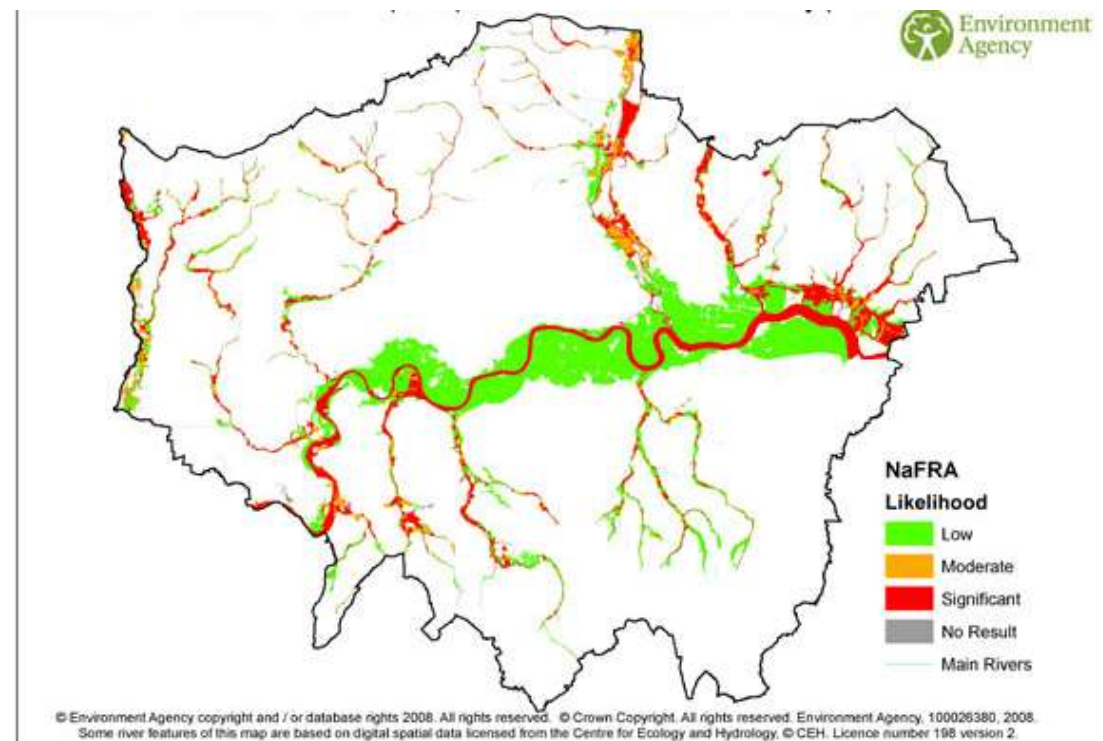 Environment
Agency
NaFRA
Likelihood
Low
Moderate
Significant
No Result
Main Rivers
© Environment Agency copyright and / or database rights 2008. All rights reserved. © Crown Copyright. All rights reserved. Environment Agency, 100026380, 2008.
Some river features of this map are based on digital spatial data licensed from the Centre for Ecology and Hydrology, © CEH. Licence number 198 version 2.